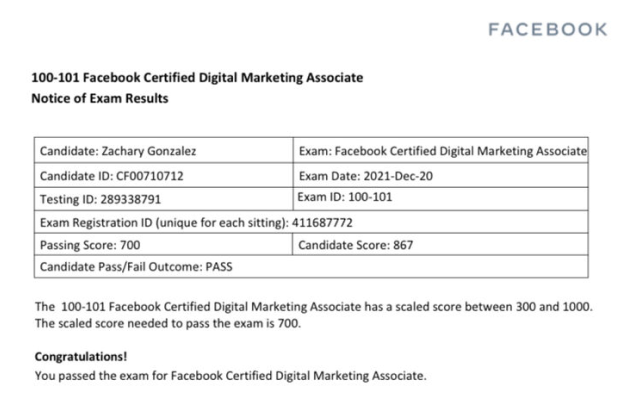 FACEBOOK
100-101 Facebook Certified Digital Marketing Associate
Notice of Exam Results
Candidate: Zachary Gonzalez Exam: Facebook Certified Digital Marketing Associate
Candidate ID: CF00710712 Exam Date: 2021-Dec-20
Testing ID: 289338791 Exam ID: 100-101
Exam Registration ID (unique for each sitting): 411687772
Passing Score: 700 Candidate Score: 867
Candidate Pass/Fail Outcome: PASS
The 100-101 Facebook Certified Digital Marketing Associate has a scaled score between 300 and 1000.
The scaled score needed to pass the exam is 700.
Congratulations!
You passed the exam for Facebook Certified Digital Marketing Associate.